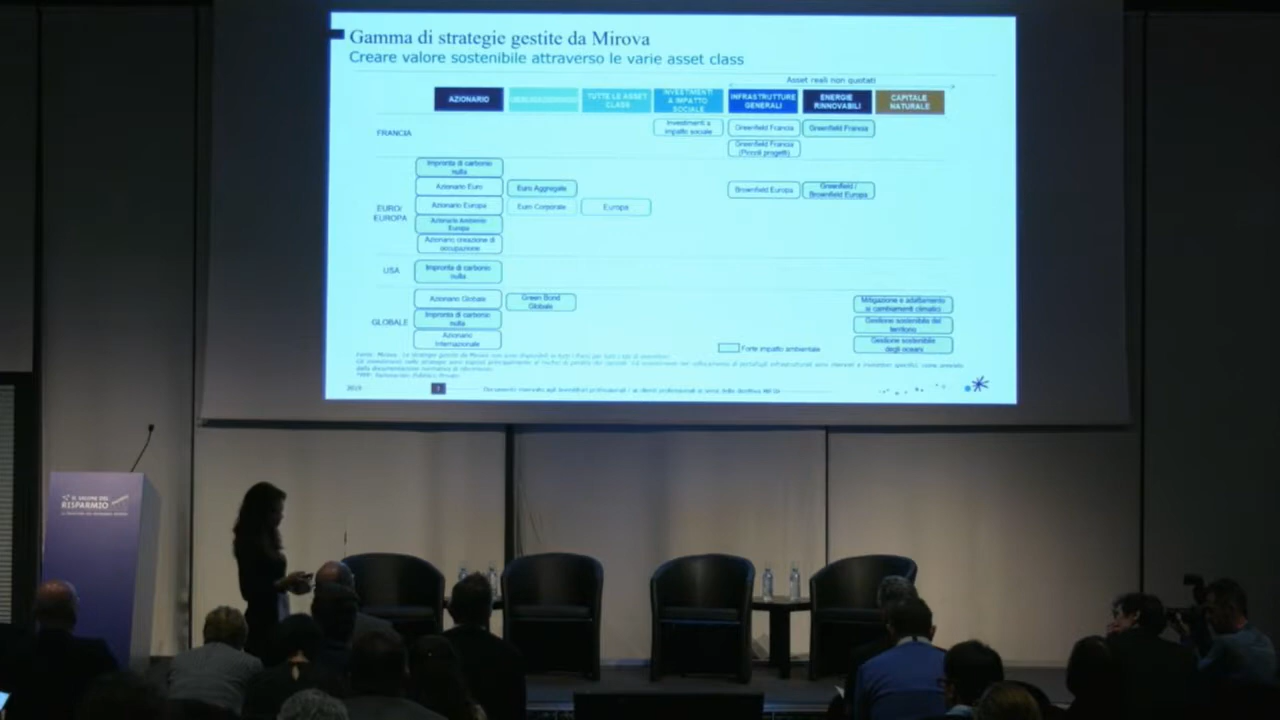 Gamma di strategie gestite da Mirova
Creare valore sostenibile attraverso le varie asset class
Asset reali non quotati
AZIONARIO
TUTTE LE ASSET
CLASS
INVESTIMENTI
A IMPATTO
SOCIALE
INFRASTRUTTURE
GENERALI
ENERGIE
RINNOVABILI
CAPITALE
NATURALE
FRANCIA
Investimenti a
impatto sociale
Greenfield Francia
Greenfield Francia
Greenfield Francia
(Piccoli progetti)
EURO/
EUROPA
Impronta di carbonio
nulla
Azionario Euro
Euro Aggregate
Brownfield Europa
Greenfield /
Brownfield Europa
Azionario Europa
Euro Corporate
Europa
Azionario Ambiente
Europa
Azionario creazione di
occupazione
USA
Impronta di carbonio
nulla
GLOBALE
Azionario Globale
Green Bond
Globale
Mitigazione e adattamento
ai cambiamenti climatici
Impronta di carbonio
nulla
Gestione sostenibile del
territorio
Azionario
Internazionale
Gestione sostenibile
degli oceani
Forte impatto ambientale
2019
IL SALONE DEL
RISPARMIO